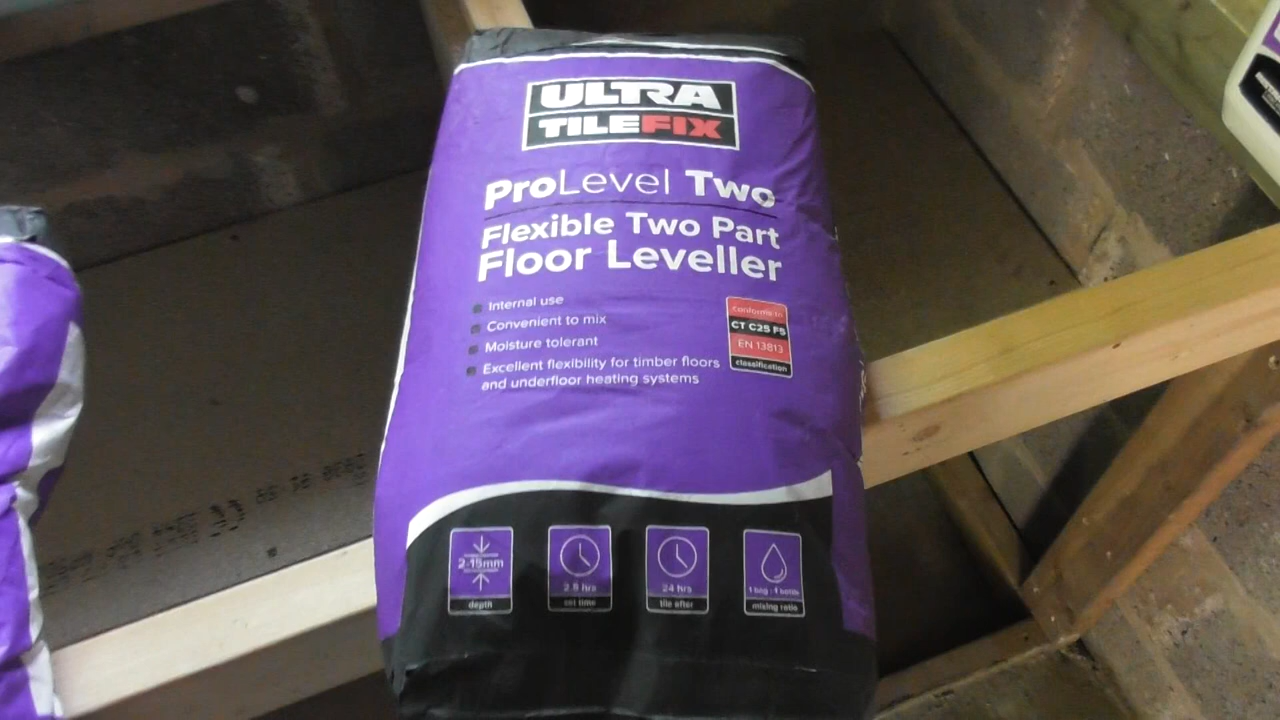 ULTRA
TILEFIX
ProLevel Two
Flexible Two Part
Floor Leveller
Internal use
Convenient to mix
Moisture tolerant
Excellent flexibility for timber floors
and underfloor heating systems
conforms to
CT C25 F5
EN 13813
classification
2-15mm
depth
2.5 hrs
set time
24 hrs
tile after
1 bag : 1 bottle
mixing ratio